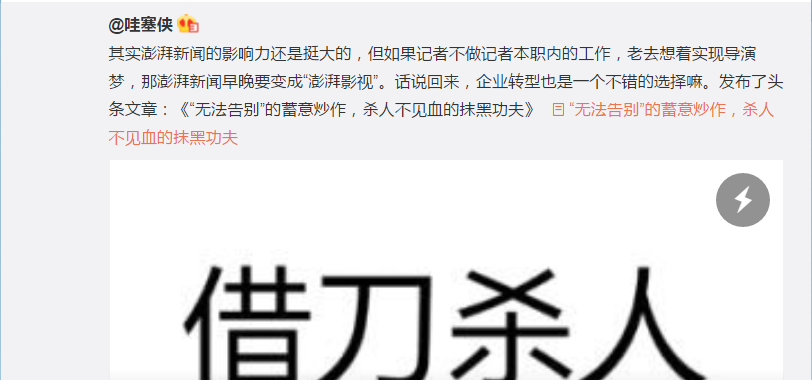 @哇塞侠
其实澎湃新闻的影响力还是挺大的，但如果记者不做记者本职内的工作，老去想着实现导演
梦，那澎湃新闻早晚要变成“澎湃影视”。话说回来，企业转型也是一个不错的选择嘛。发布了头
条文章：《“无法告别”的蓄意炒作，杀人不见血的抹黑功夫》 “无法告别”的蓄意炒作，杀人
不见血的抹黑功夫
借刀杀人